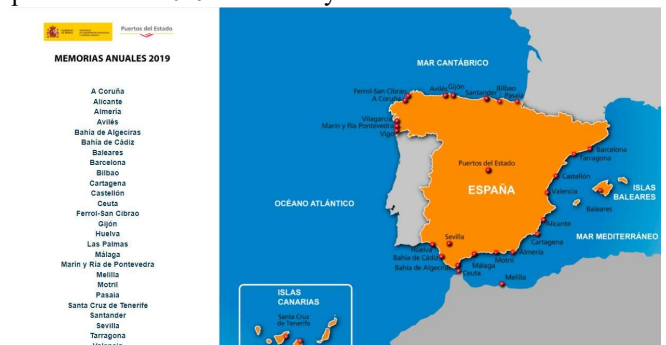 Puertos del Estado
MEMORIAS ANUALES 2019
A Coruña
Alicante
Almería
Avilés
Bahía de Algeciras
Bahía de Cádiz
Baleares
Barcelona
Bilbao
Cartagena
Castellón
Ceuta
Ferrol-San Cibrao
Gijón
Huelva
Las Palmas
Málaga
Marín y Ría de Pontevedra
Melilla
Motril
Pasaia
Santa Cruz de Tenerife
Santander
Sevilla
Tarragona
MAR CANTÁBRICO
Ferrol-San Cibrao
A Coruña
Avilés
Gijón
Santander
Bilbao
Pasaia
Vilagarcía
Marín y Ría Pontevedra
Vigo
Barcelona
Tarragona
Puertos del Estado
Castellón
ESPAÑA
Valencia
ISLAS
BALEARES
Baleares
OCÉANO ATLÁNTICO
Alicante
MAR MEDITERRÁNEO
Sevilla
Cartagena
Huelva
Almería
Bahía de Cádiz
Motril
Málaga
Bahía de Algeciras
Ceuta
Melilla
ISLAS
CANARIAS
Santa Cruz
de Tenerife